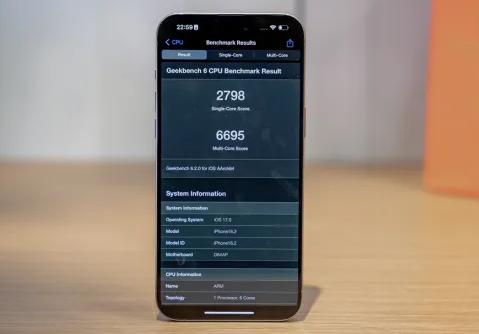 22:59
CPU
Benchmark Results
Result Single-Core Multi-Core
Geekbench 6 CPU Benchmark Result
2798
Single-Core Score
6695
Multi-Core Score
Geekbench 6.2.0 for iOS AArch64
System Information
System Information
Operating System iOS 17.0
Model iPhone16,2
Model ID iPhone16,2
Motherboard D84AP
CPU Information
Name ARM
Topology 1 Processor, 6 Cores